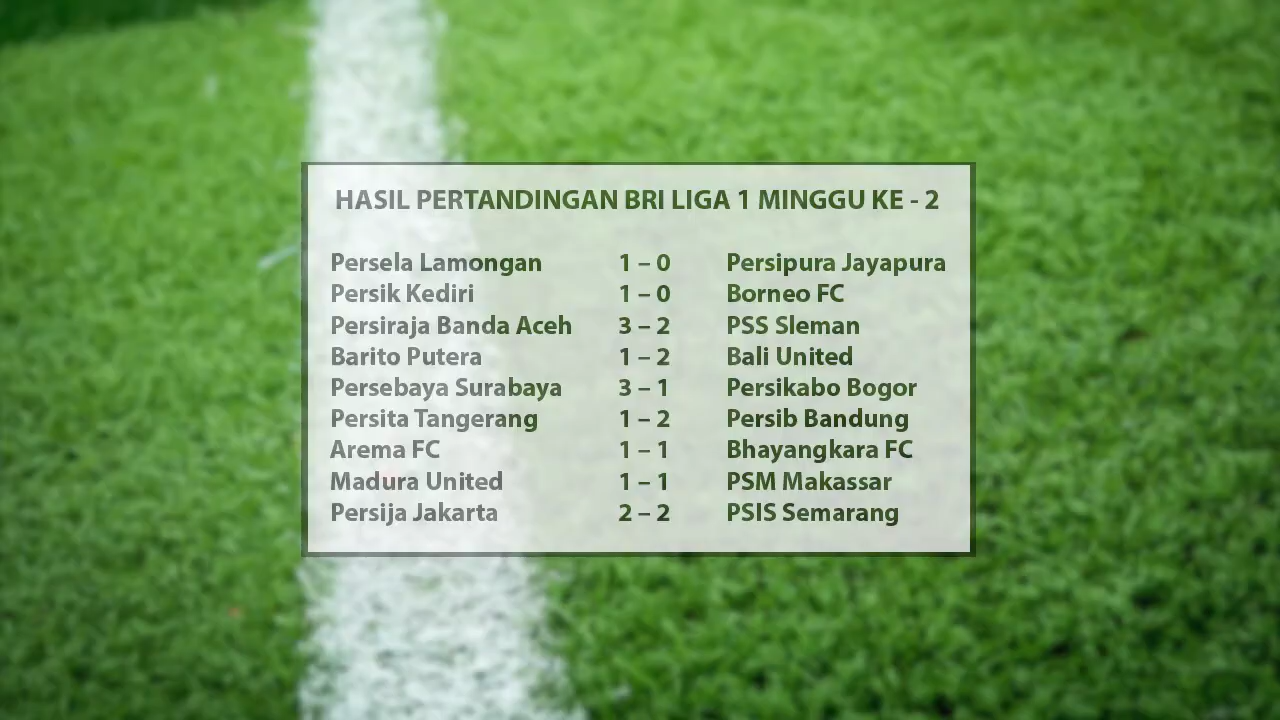 HASIL PERTANDINGAN BRI LIGA 1 MINGGU KE - 2
Persela Lamongan 1 – 0 Persipura Jayapura
Persik Kediri 1 – 0 Borneo FC
Persiraja Banda Aceh 3 – 2 PSS Sleman
Barito Putera 1 – 2 Bali United
Persebaya Surabaya 3 – 1 Persikabo Bogor
Persita Tangerang 1 – 2 Persib Bandung
Arema FC 1 – 1 Bhayangkara FC
Madura United 1 – 1 PSM Makassar
Persija Jakarta 2 – 2 PSIS Semarang